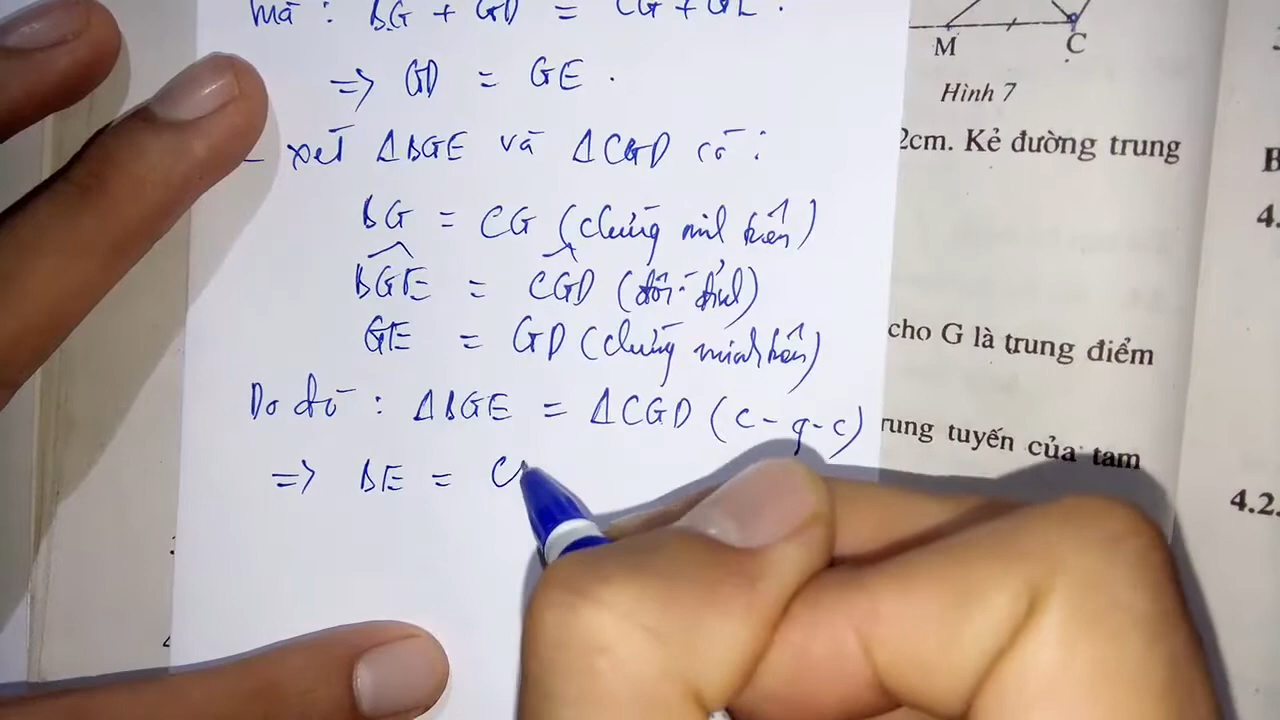 mà : BG + GD = CG + GE .
=> GD = GE .
- xét ΔBGE và ΔCGD có :
BG = CG (chứng minh trên)
BGE = CGD (đối đỉnh)
GE = GD (chứng minh trên)
Do đó : ΔBGE = ΔCGD (c-g-c)
=> BE = C
M C
Hình 7
2cm. Kẻ đường trung
cho G là trung điểm
rung tuyến của tam
B
4.
4.2.